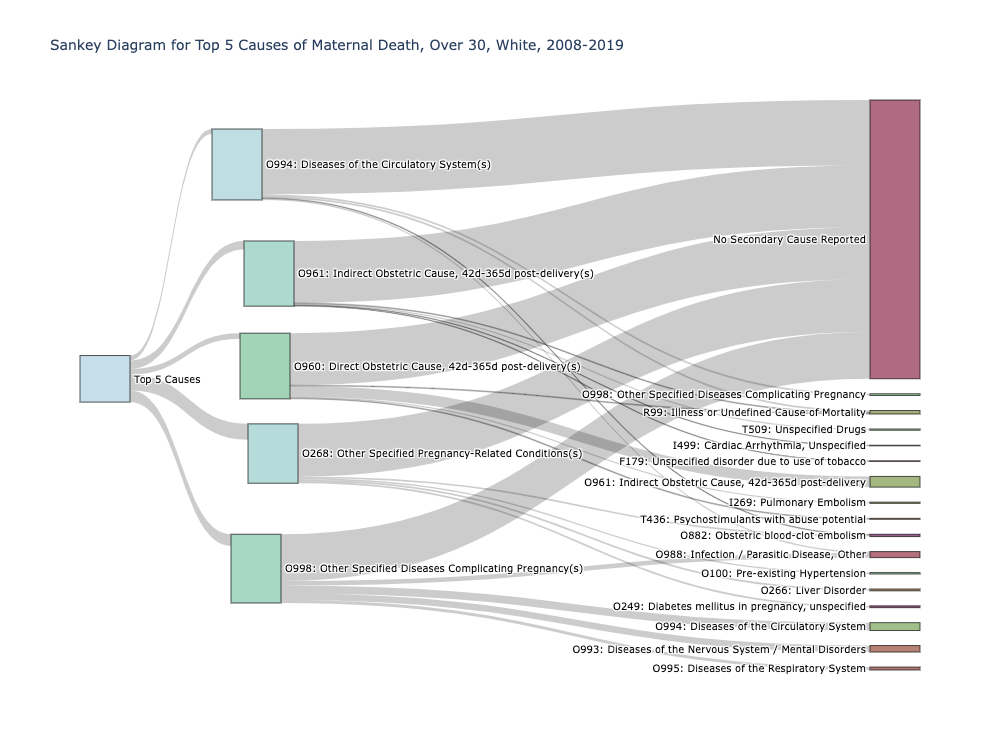 Sankey Diagram for Top 5 Causes of Maternal Death, Over 30, White, 2008-2019
O994: Diseases of the Circulatory System(s)
No Secondary Cause Reported
O961: Indirect Obstetric Cause, 42d-365d post-delivery(s)
O960: Direct Obstetric Cause, 42d-365d post-delivery(s)
Top 5 Causes
O998: Other Specified Diseases Complicating Pregnancy
R99: Illness or Undefined Cause of Mortality
T509: Unspecified Drugs
I499: Cardiac Arrhythmia, Unspecified
O268: Other Specified Pregnancy-Related Conditions(s)
F179: Unspecified disorder due to use of tobacco
O961: Indirect Obstetric Cause, 42d-365d post-delivery
I269: Pulmonary Embolism
T436: Psychostimulants with abuse potential
O882: Obstetric blood-clot embolism
O988: Infection / Parasitic Disease, Other
O998: Other Specified Diseases Complicating Pregnancy(s)
O100: Pre-existing Hypertension
O266: Liver Disorder
O249: Diabetes mellitus in pregnancy, unspecified
O994: Diseases of the Circulatory System
O993: Diseases of the Nervous System / Mental Disorders
O995: Diseases of the Respiratory System